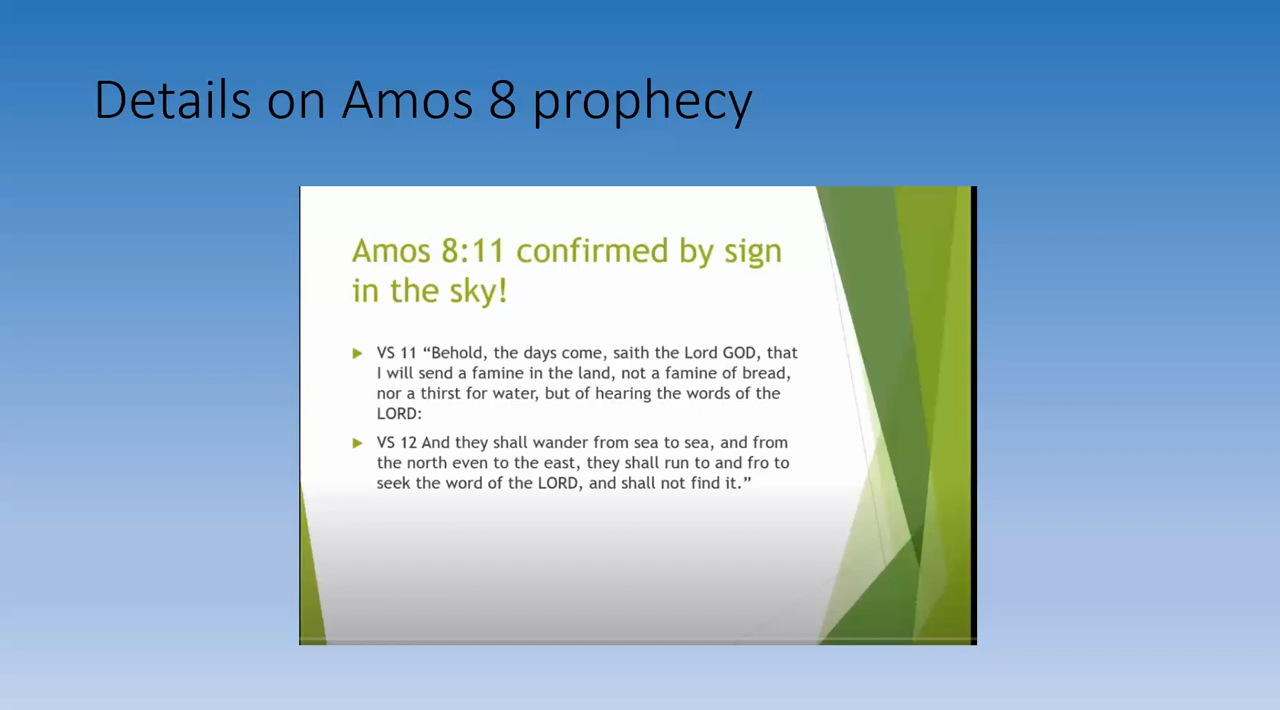 Details on Amos 8 prophecy
Amos 8:11 confirmed by sign
in the sky!
VS 11 “Behold, the days come, saith the Lord GOD, that
I will send a famine in the land, not a famine of bread,
nor a thirst for water, but of hearing the words of the
LORD:
VS 12 And they shall wander from sea to sea, and from
the north even to the east, they shall run to and fro to
seek the word of the LORD, and shall not find it.”